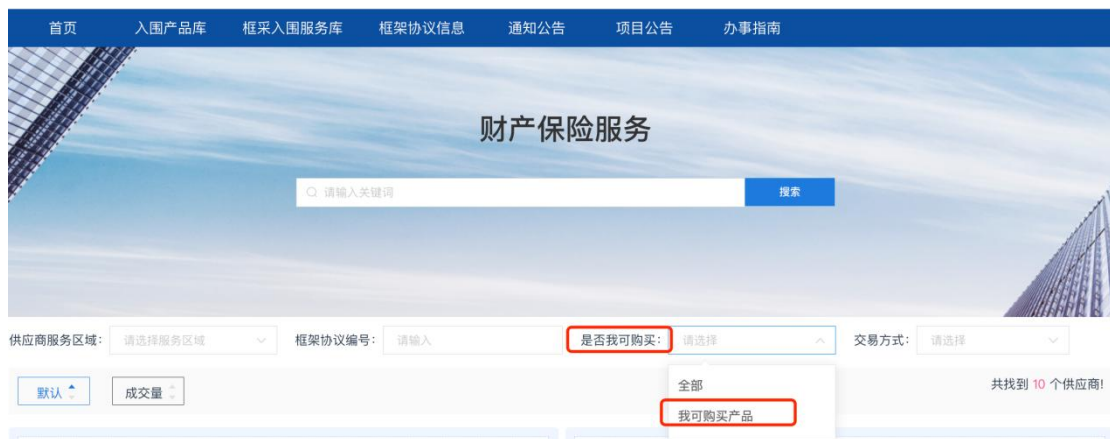 首页 入围产品库 框采入围服务库 框架协议信息 通知公告 项目公告 办事指南
财产保险服务
请输入关键词 搜索
供应商服务区域: 请选择服务区域 框架协议编号: 请输入 是否我可购买: 请选择 交易方式: 请选择
默认 成交量 全部 共找到 10 个供应商!
我可购买产品